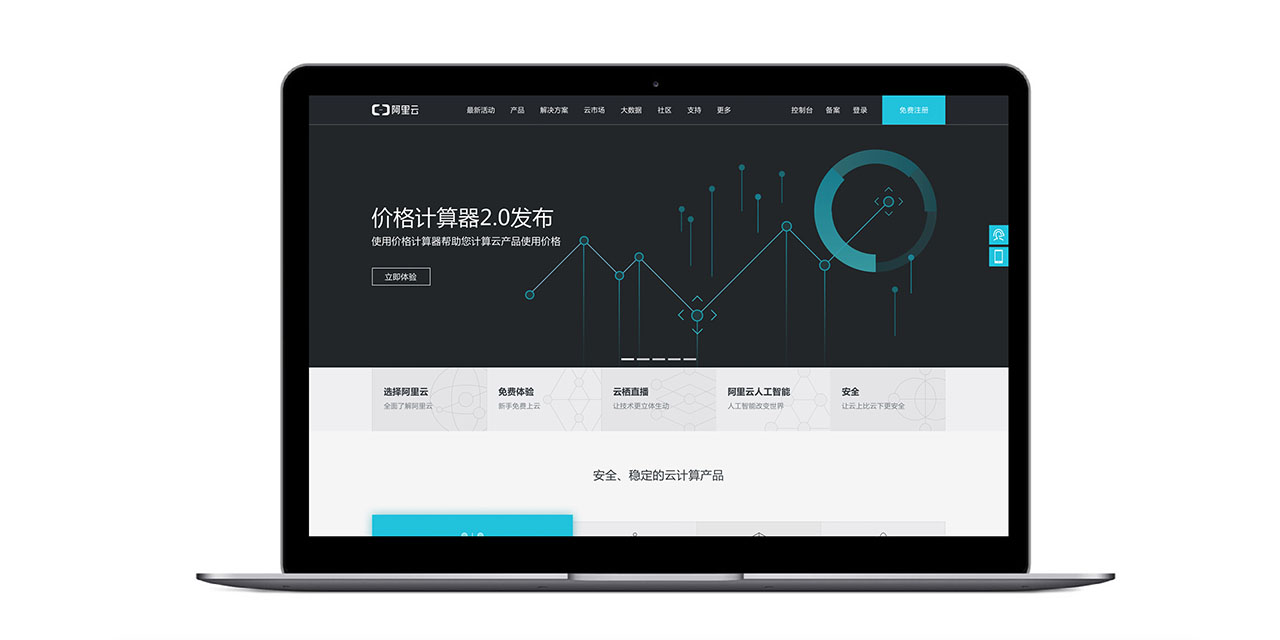 阿里云 最新活动 产品 解决方案 云市场 大数据 社区 支持 更多 控制台 备案 登录 免费注册
价格计算器2.0发布
使用价格计算器帮助您计算云产品使用价格
立即体验
选择阿里云 免费体验 云栖直播 阿里云人工智能 安全
全面了解阿里云 新手免费上云 让技术更立体生动 人工智能改变世界 让云上比云下更安全
安全、稳定的云计算产品